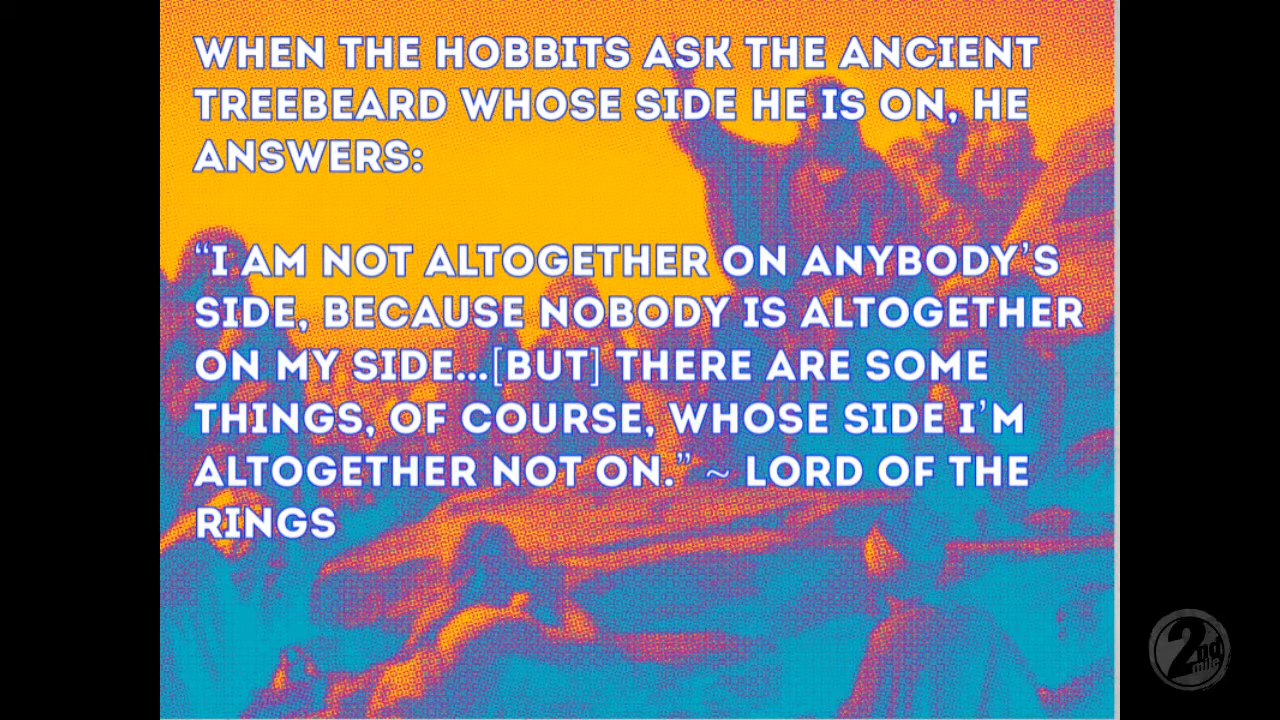 WHEN THE HOBBITS ASK THE ANCIENT
TREEBEARD WHOSE SIDE HE IS ON, HE
ANSWERS:
“I AM NOT ALTOGETHER ON ANYBODY’S
SIDE, BECAUSE NOBODY IS ALTOGETHER
ON MY SIDE...[BUT] THERE ARE SOME
THINGS, OF COURSE, WHOSE SIDE I’M
ALTOGETHER NOT ON.” ~ LORD OF THE
RINGS
2nd
mile